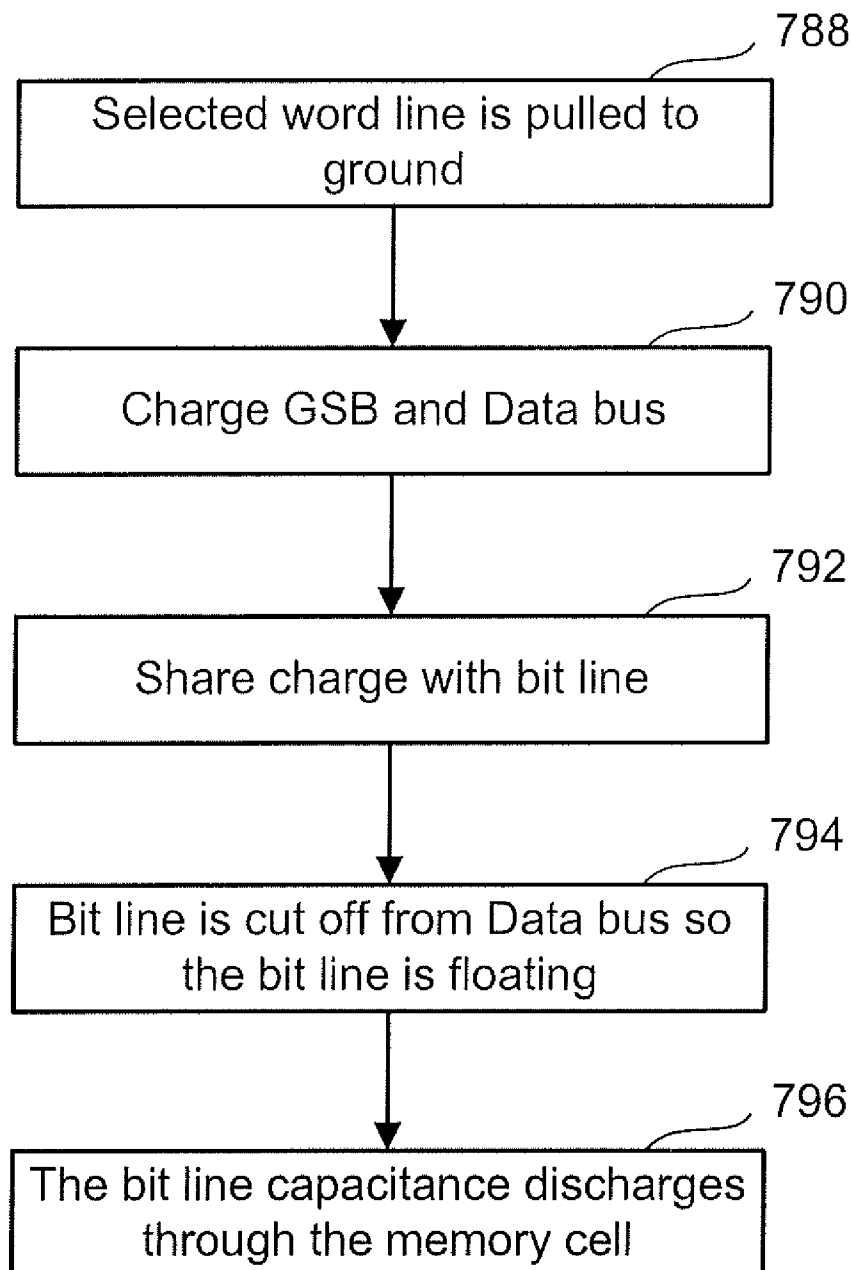 788
Selected word line is pulled to
ground
790
Charge GSB and Data bus
792
Share charge with bit line
794
Bit line is cut off from Data bus so
the bit line is floating
796
The bit line capacitance discharges
through the memory cell